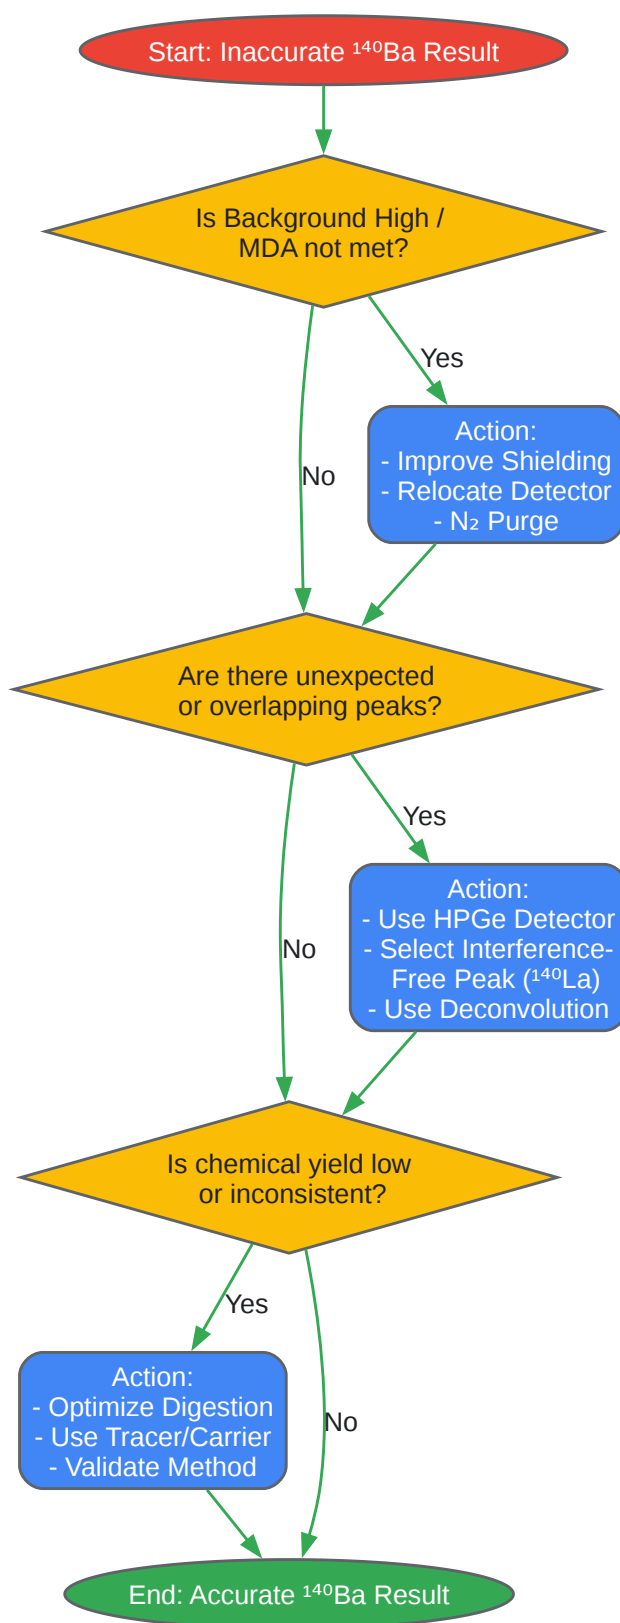 Start: Inaccurate ¹⁴⁰Ba Result
Is Background High /
MDA not met?
Yes
Action:
- Improve Shielding
- Relocate Detector
- N₂ Purge
No
Are there unexpected
or overlapping peaks?
Yes
Action:
- Use HPGe Detector
- Select Interference-
Free Peak (¹⁴⁰La)
- Use Deconvolution
No
Is chemical yield low
or inconsistent?
Yes
Action:
- Optimize Digestion
- Use Tracer/Carrier
- Validate Method
No
End: Accurate ¹⁴⁰Ba Result